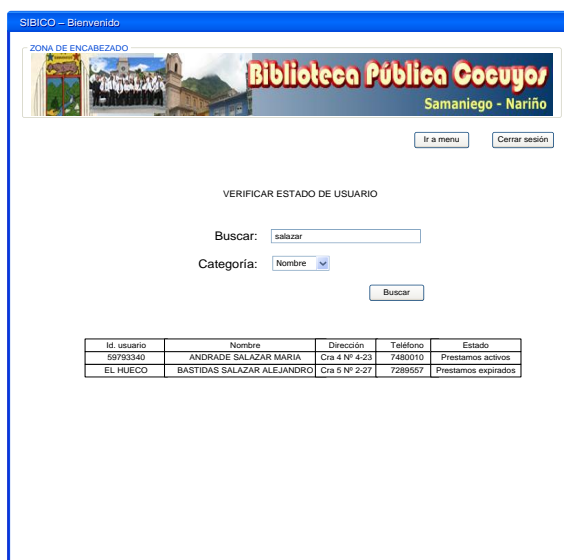 SIBICO – Bienvenido
ZONA DE ENCABEZADO
Biblioteca Pública Cocuyos
Samaniego - Nariño
Ir a menu Cerrar sesión
VERIFICAR ESTADO DE USUARIO
Buscar: salazar
Categoría: Nombre
Buscar
Id. usuario Nombre Dirección Teléfono Estado
59793340 ANDRADE SALAZAR MARIA Cra 4 Nº 4-23 7480010 Prestamos activos
EL HUECO BASTIDAS SALAZAR ALEJANDRO Cra 5 Nº 2-27 7289557 Prestamos expirados